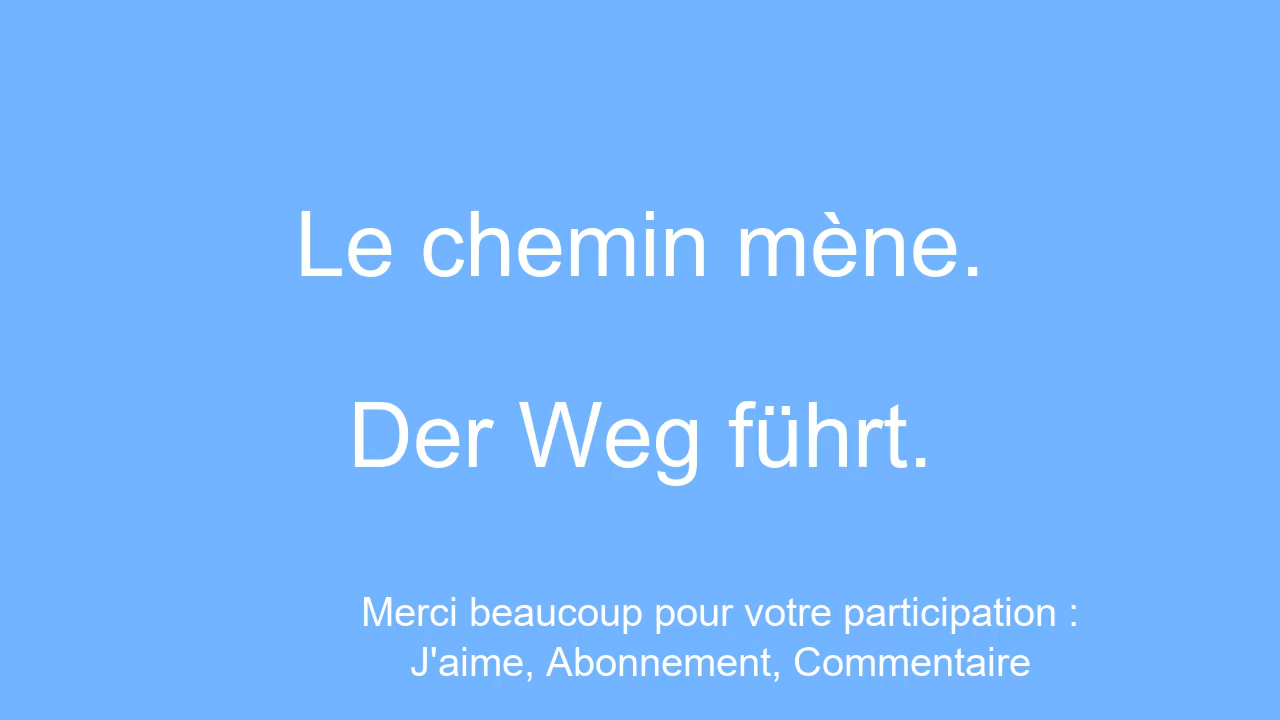 Le chemin mène.
Der Weg führt.
Merci beaucoup pour votre participation :
J'aime, Abonnement, Commentaire